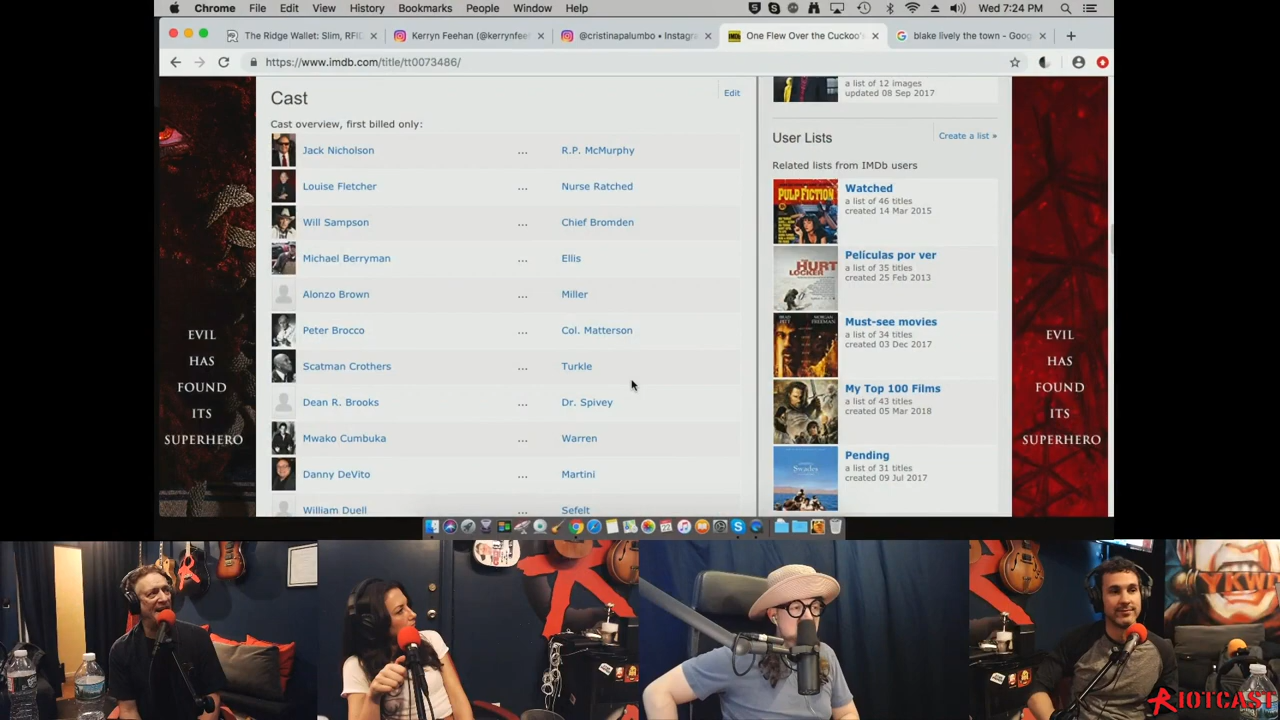 Chrome File Edit View History Bookmarks People Window Help
Wed 7:24 PM
The Ridge Wallet: Slim, RFI
Kerryn Feehan (@kerrynfee
@cristinapalumbo • Instagra
One Flew Over the Cuckoo's
blake lively the town - Goog
https://www.imdb.com/title/tt0073486/
Cast
Edit
Cast overview, first billed only:
Jack Nicholson ... R.P. McMurphy
Louise Fletcher ... Nurse Ratched
Will Sampson ... Chief Bromden
Michael Berryman ... Ellis
Alonzo Brown ... Miller
Peter Brocco ... Col. Matterson
Scatman Crothers ... Turkle
Dean R. Brooks ... Dr. Spivey
Mwako Cumbuka ... Warren
Danny DeVito ... Martini
William Duell ... Sefelt
a list of 12 images
updated 08 Sep 2017
User Lists
Create a list »
Related lists from IMDb users
PULP FICTION
Watched
a list of 46 titles
created 14 Mar 2015
THE HURT LOCKER
Películas por ver
a list of 35 titles
created 25 Feb 2013
Must-see movies
a list of 34 titles
created 03 Dec 2017
My Top 100 Films
a list of 43 titles
created 05 Mar 2018
Pending
a list of 31 titles
created 09 Jul 2017
EVIL
HAS
FOUND
ITS
SUPERHERO
EVIL
HAS
FOUND
ITS
SUPERHERO
YKW
RIOTCAST